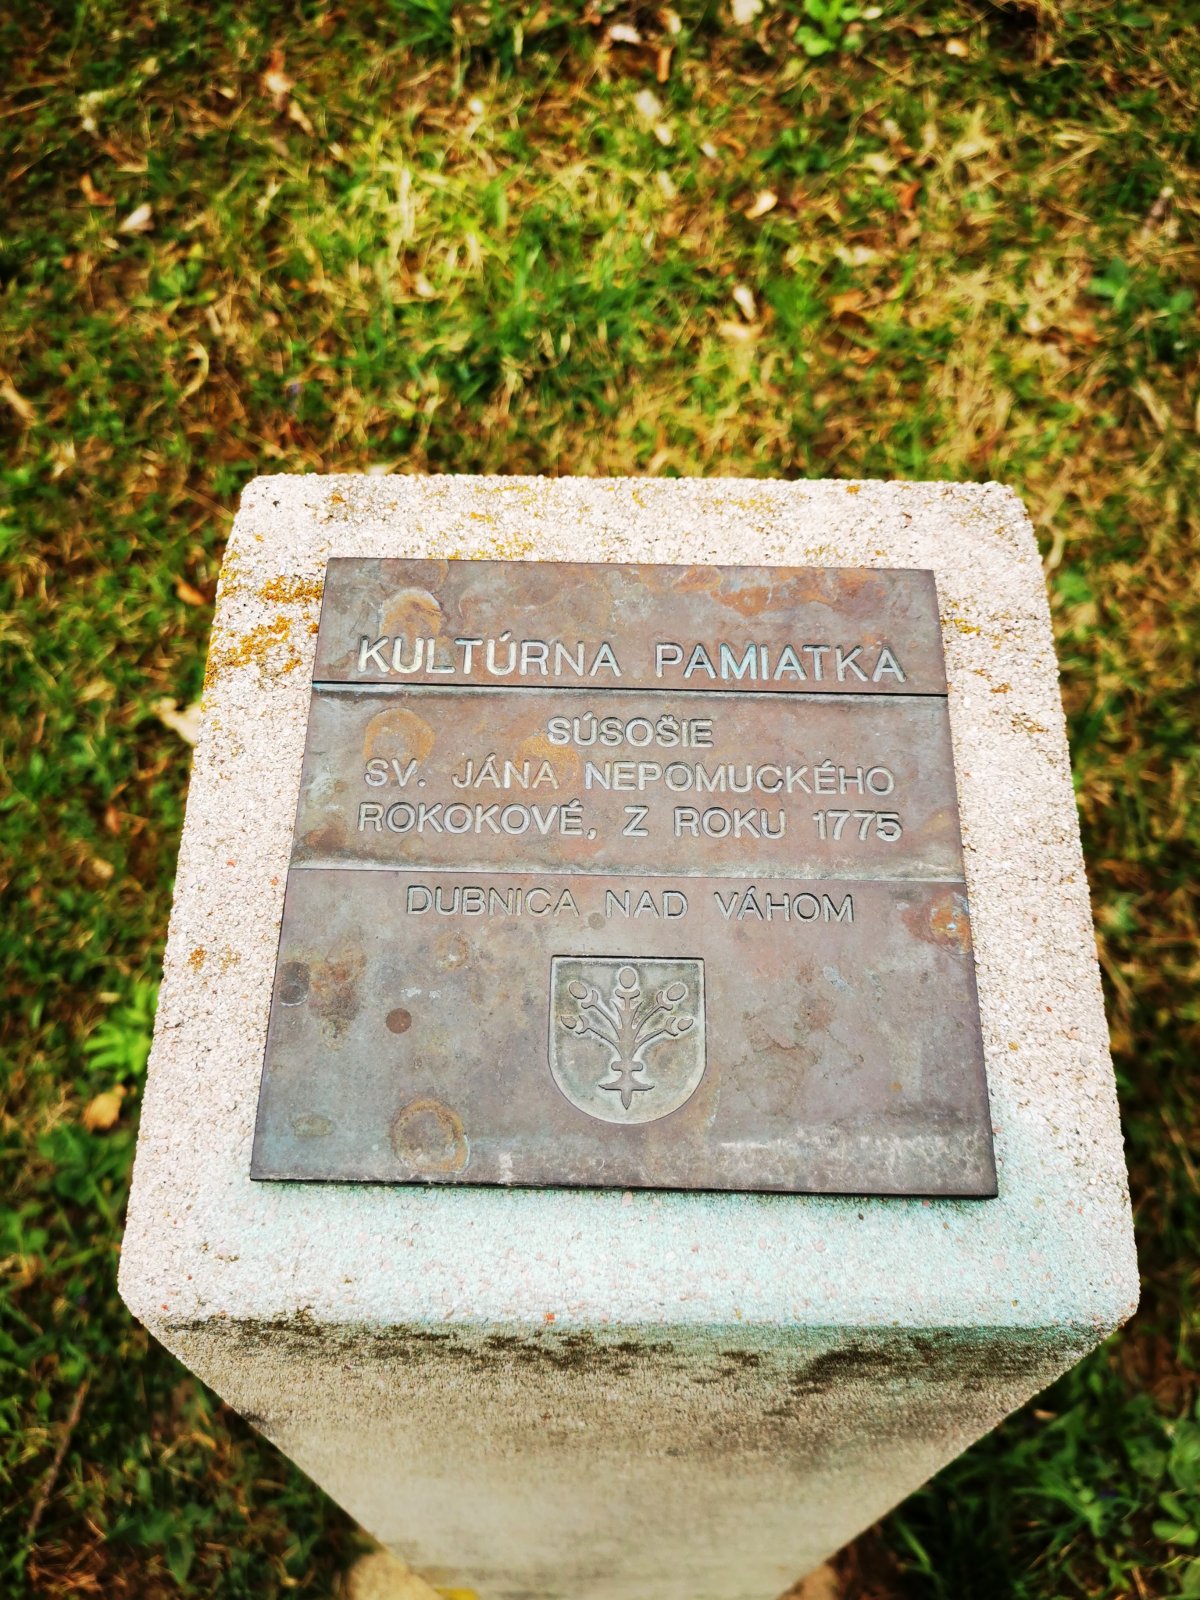 KULTÚRNA PAMIATKA
SÚSOŠIE
SV. JÁNA NEPOMUCKÉHO
ROKOKOVÉ, Z ROKU 1775
DUBNICA NAD VÁHOM